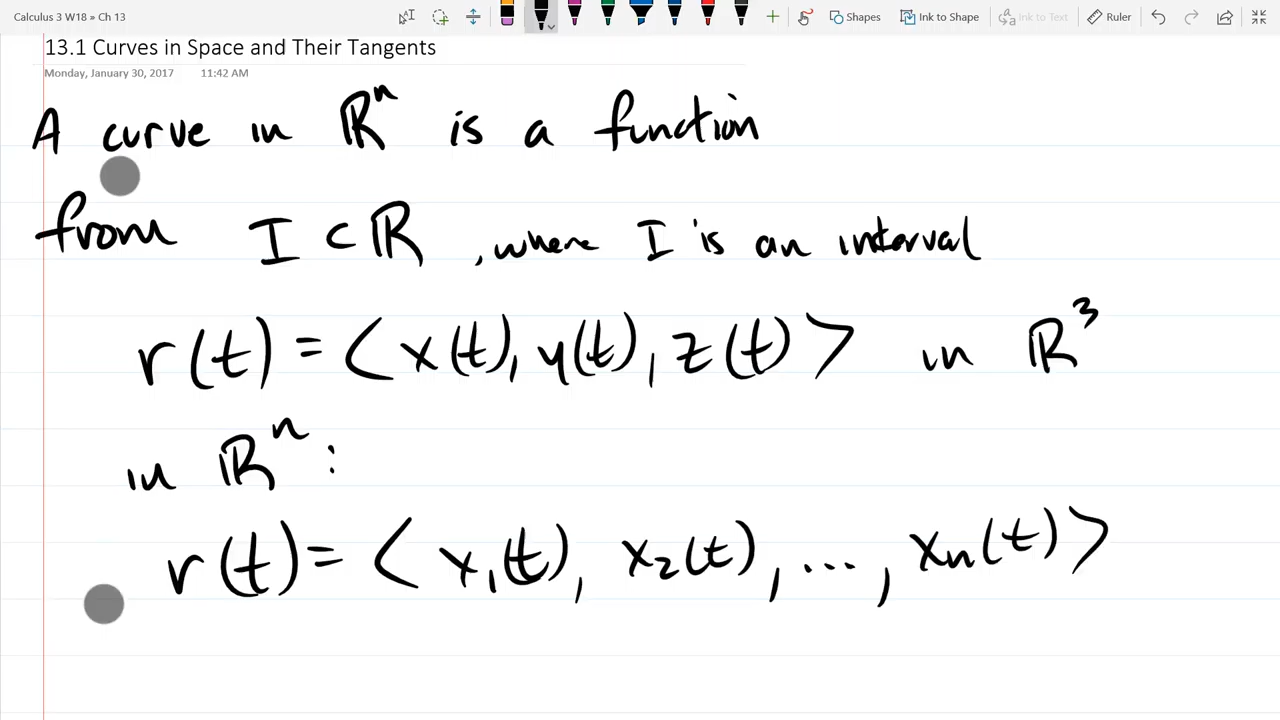 Calculus 3 W18 » Ch 13
Shapes
Ink to Shape
Ink to Text
Ruler
13.1 Curves in Space and Their Tangents
Monday, January 30, 2017 11:42 AM
A curve in ℝⁿ is a function
from I ⊂ ℝ, where I is an interval
r(t) = < x(t), y(t), z(t) > in ℝ³
in ℝⁿ:
r(t) = < x₁(t), x₂(t), ..., xₙ(t) >